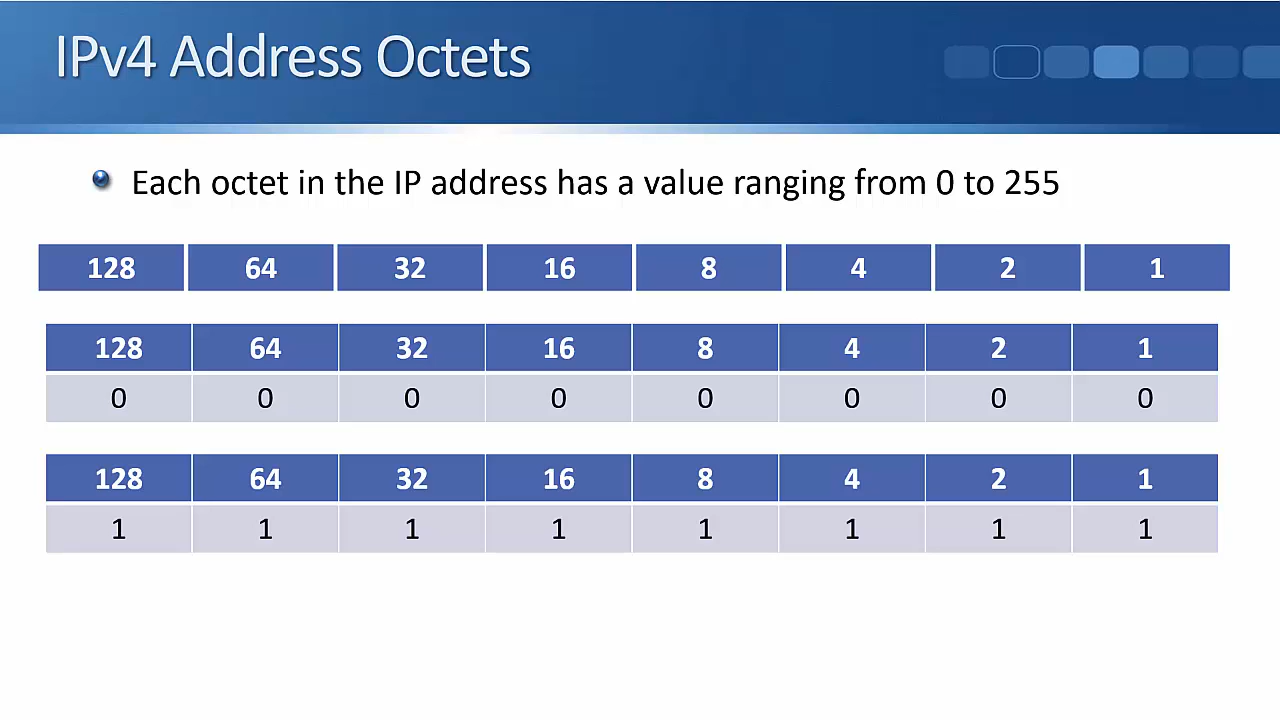 IPv4 Address Octets
Each octet in the IP address has a value ranging from 0 to 255
128 64 32 16 8 4 2 1
128 64 32 16 8 4 2 1
0 0 0 0 0 0 0 0
128 64 32 16 8 4 2 1
1 1 1 1 1 1 1 1